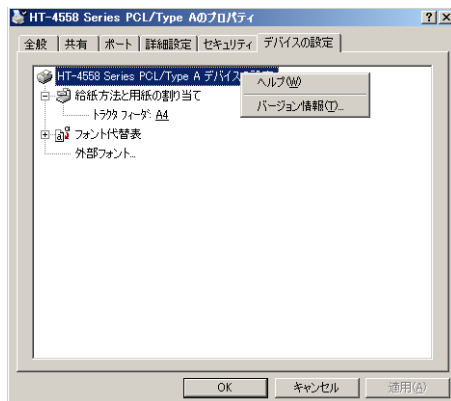 HT-4558 Series PCL/Type Aのプロパティ
全般 共有 ポート 詳細設定 セキュリティ デバイスの設定
HT-4558 Series PCL/Type A デバイス
ヘルプ(W)
バージョン情報(T)...
給紙方法と用紙の割り当て
トラクタ フィーダ: A4
フォント代替表
外部フォント...
OK キャンセル 適用(A)